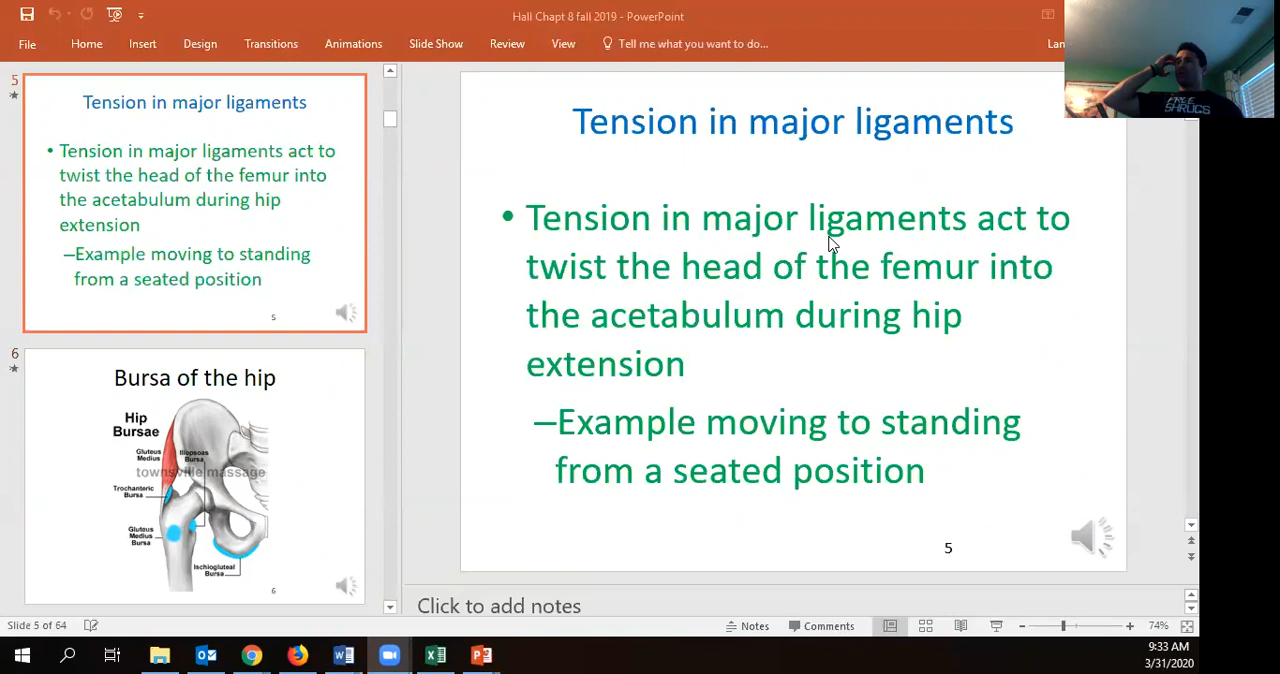 Hall Chapt 8 fall 2019 - PowerPoint
File Home Insert Design Transitions Animations Slide Show Review View Tell me what you want to do... Lan
FREE
SHRUGS
5
Tension in major ligaments
• Tension in major ligaments act to
twist the head of the femur into
the acetabulum during hip
extension
–Example moving to standing
from a seated position
5
6
Bursa of the hip
Hip
Bursae
Gluteus
Medius
Iliopsoas
Bursa
townsville massage
Trochanteric
Bursa
Gluteus
Medius
Bursa
Ischiogluteal
Bursa
6
Tension in major ligaments
• Tension in major ligaments act to
twist the head of the femur into
the acetabulum during hip
extension
–Example moving to standing
from a seated position
5
Click to add notes
Slide 5 of 64 Notes Comments 74%
9:33 AM
3/31/2020